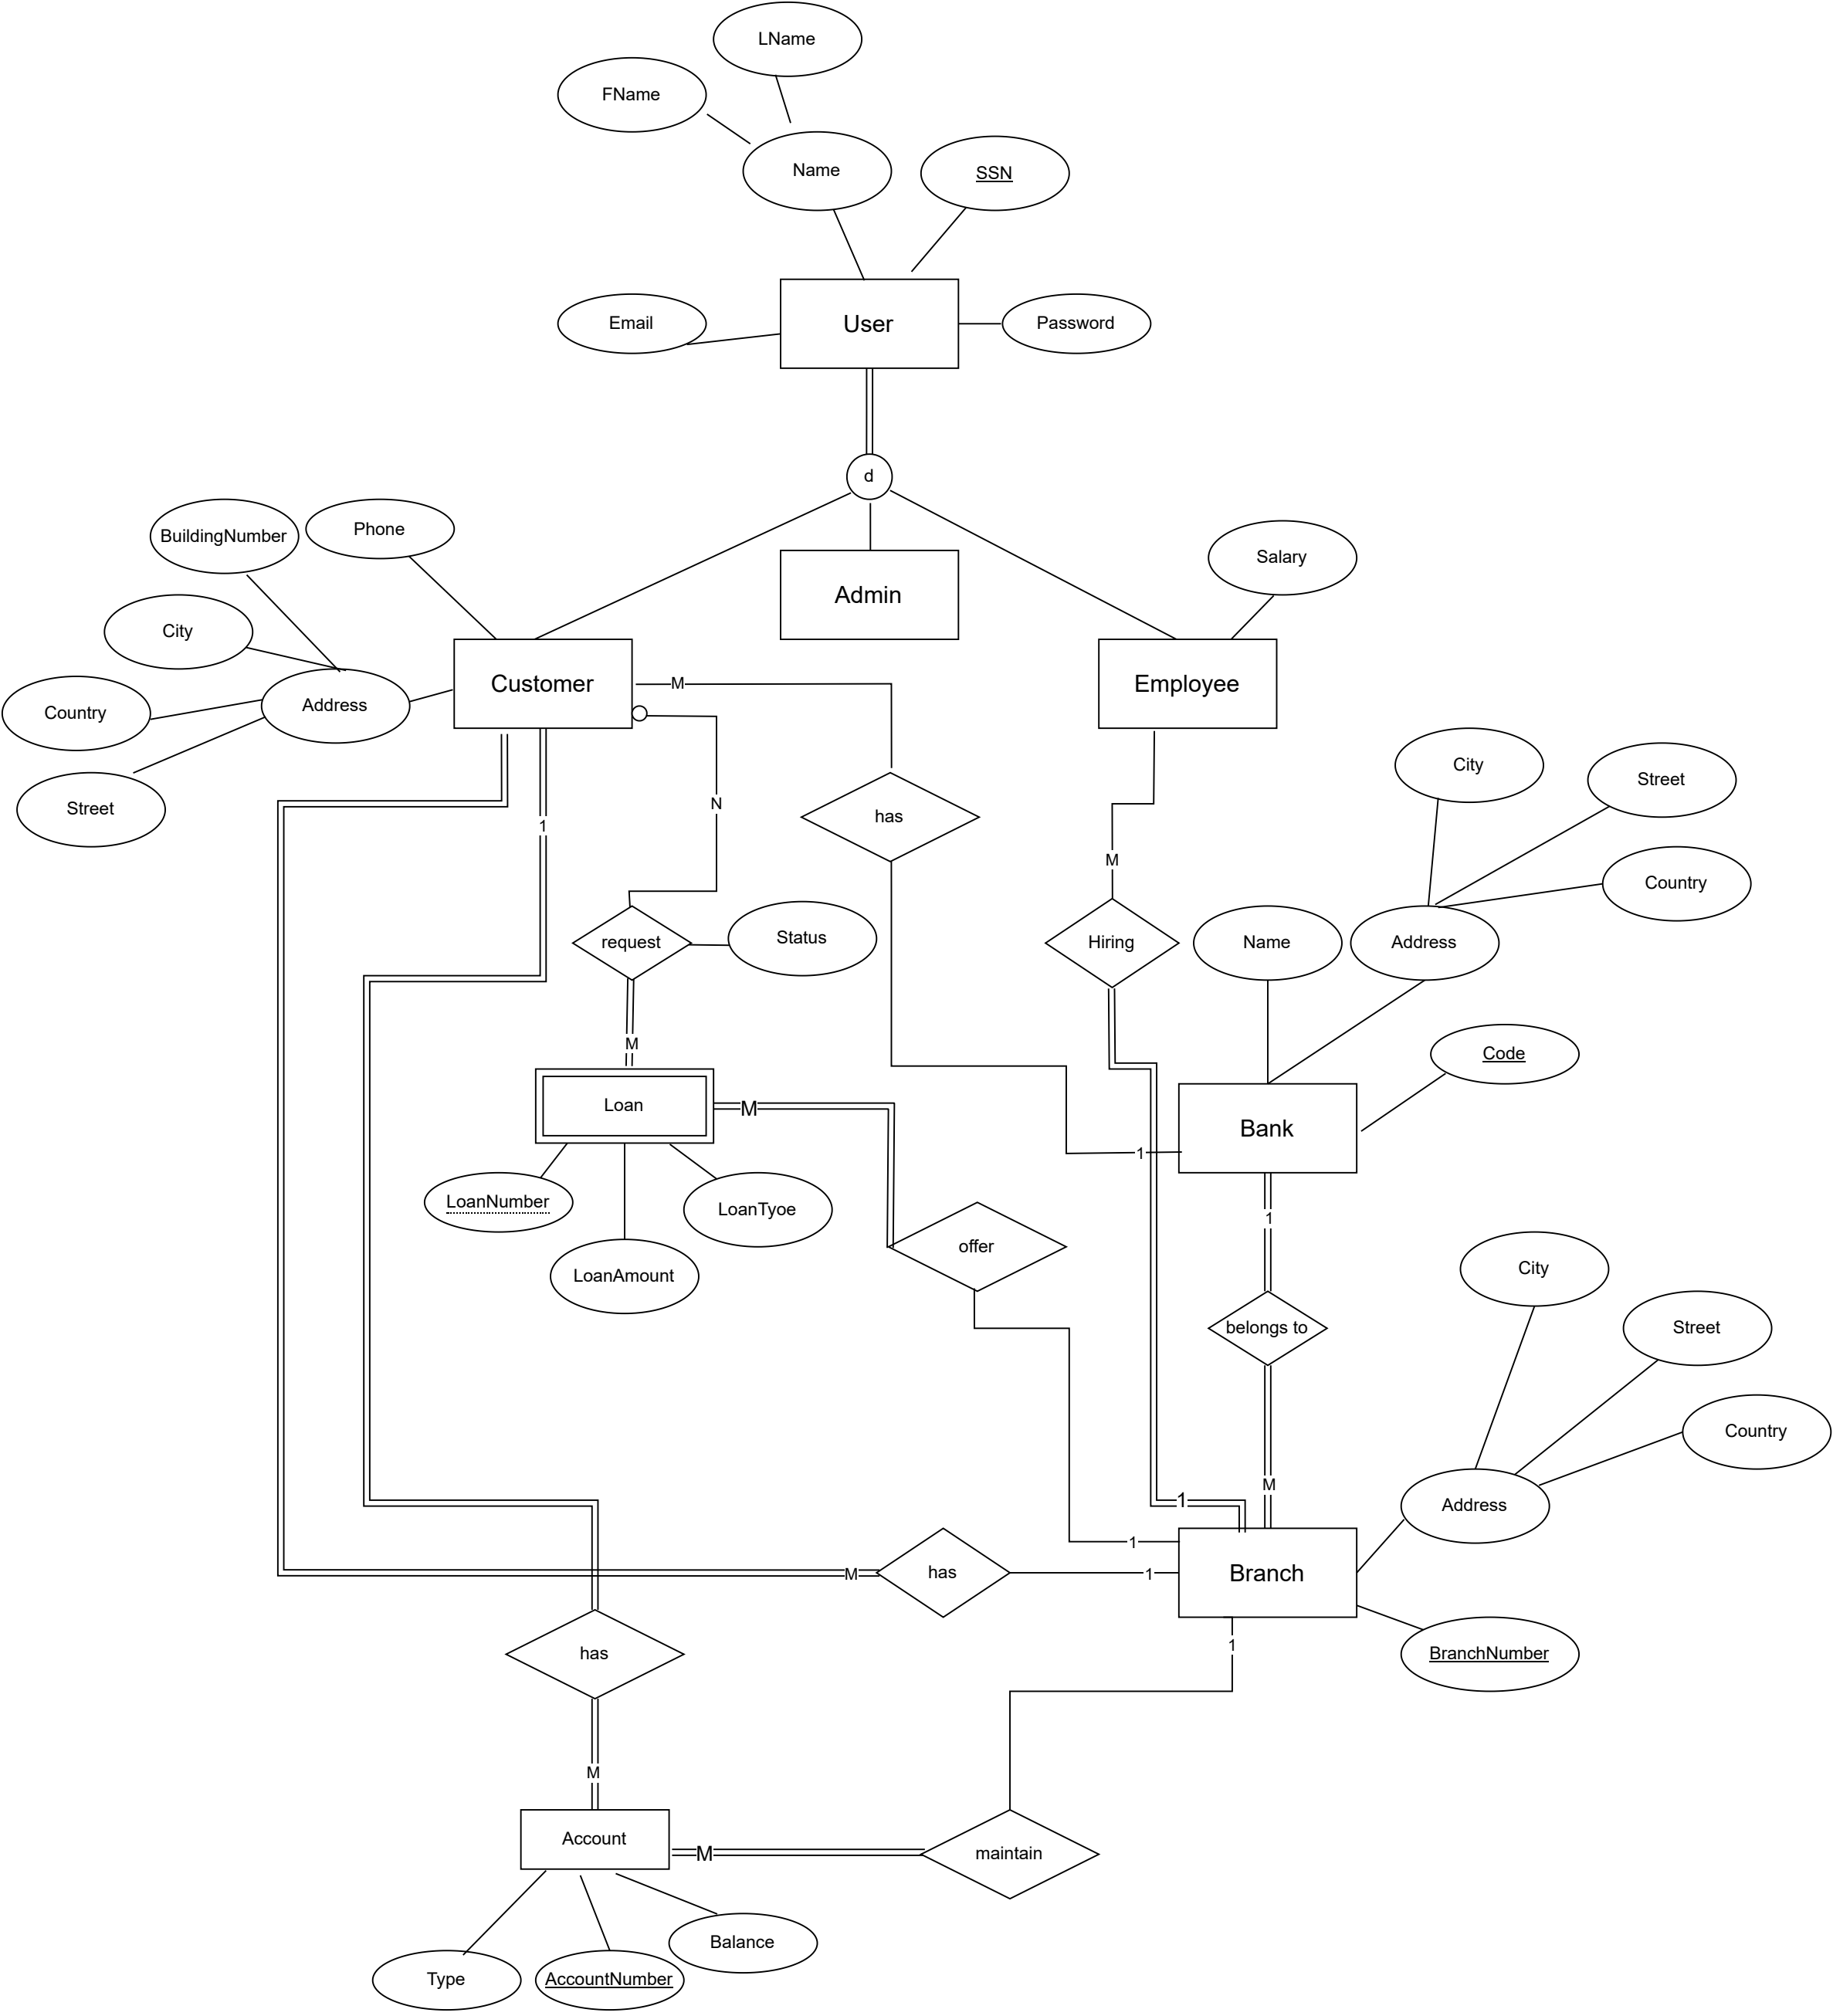 LName
FName
Name
SSN
Email
User
Password
d
BuildingNumber
Phone
Salary
Admin
City
Customer
M
Employee
Country
Address
City
Street
N
Street
1
has
M
Country
Status
request
Hiring
Name
Address
M
Code
Loan
M
Bank
1
LoanNumber
LoanTyoe
1
offer
City
LoanAmount
belongs to
Street
Country
M
1
Address
1
M
has
1
Branch
1
has
BranchNumber
M
Account
M
maintain
Balance
Type
AccountNumber